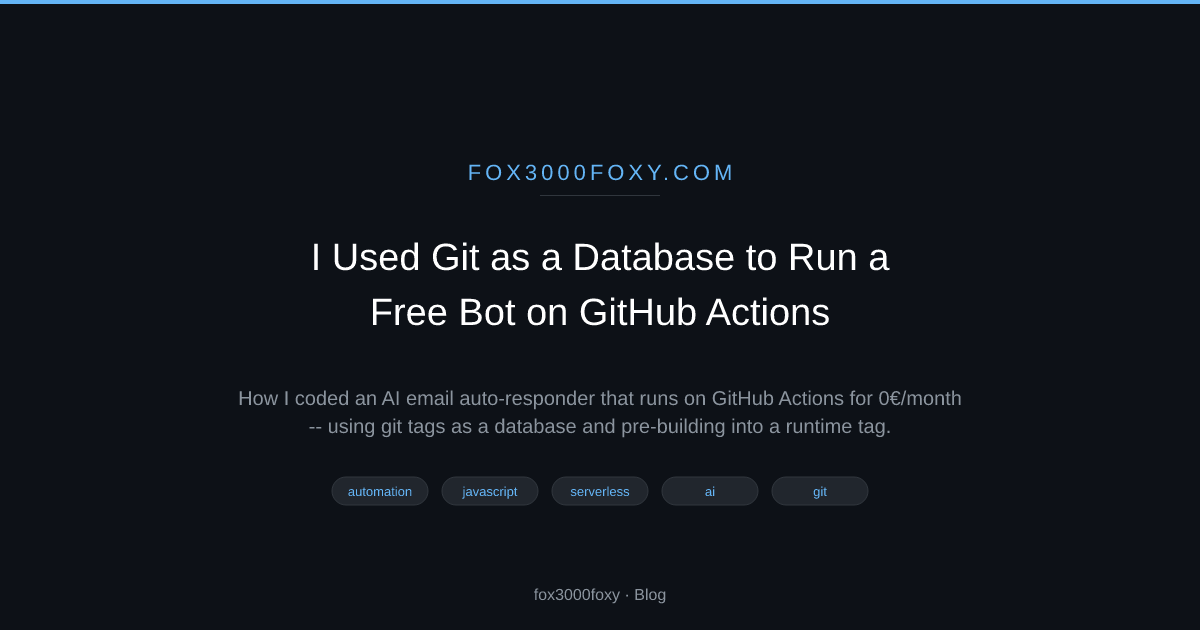 FOX3000FOXY.COM
I Used Git as a Database to Run a
Free Bot on GitHub Actions
How I coded an AI email auto-responder that runs on GitHub Actions for 0€/month
-- using git tags as a database and pre-building into a runtime tag.
automation javascript serverless ai git
fox3000foxy · Blog